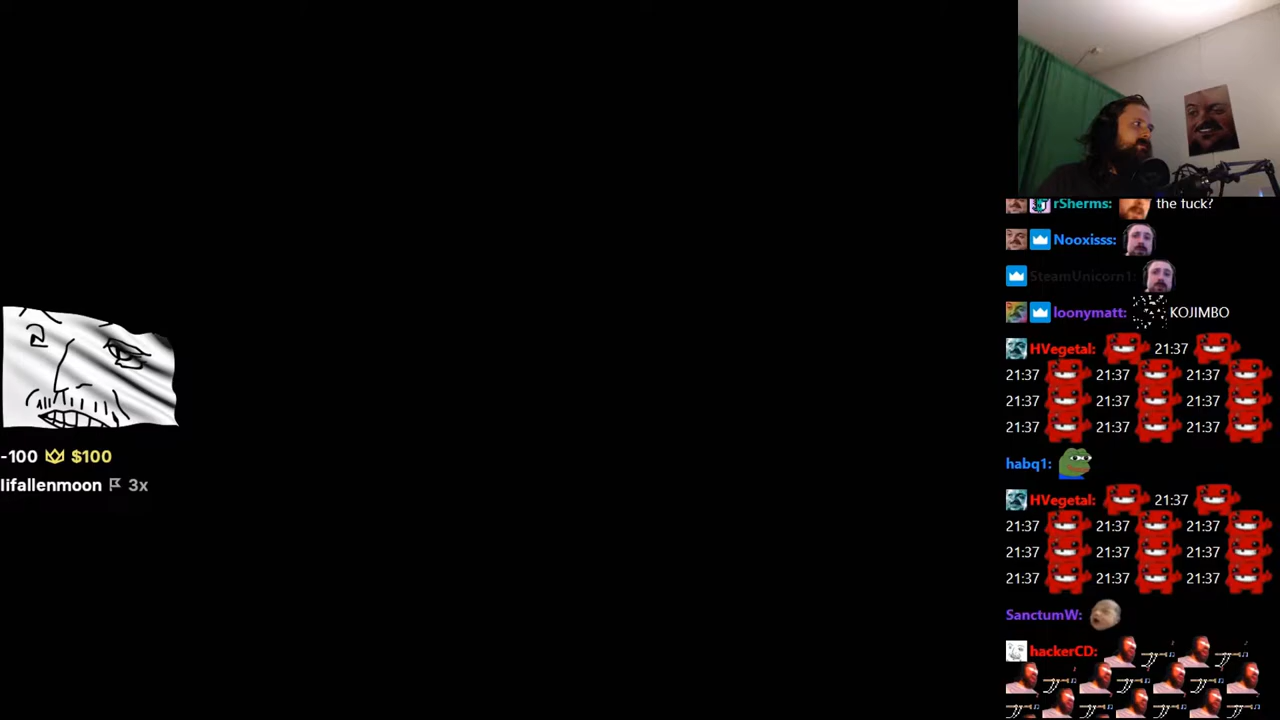 rSherms: the fuck?
Nooxisss:
SteamUnicorn1:
loonymatt: KOJIMBO
HVegetal: 21:37
21:37 21:37 21:37
21:37 21:37 21:37
21:37 21:37 21:37
habq1:
HVegetal: 21:37
21:37 21:37 21:37
21:37 21:37 21:37
21:37 21:37 21:37
SanctumW:
hackerCD:
-100 $100
lifallenmoon 3x